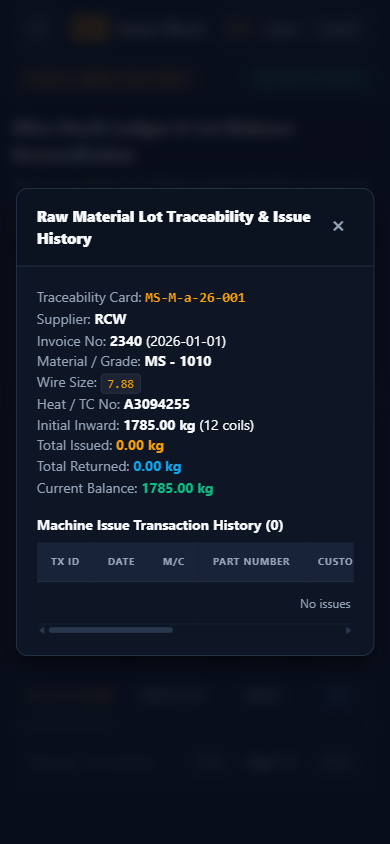 Raw Material Lot Traceability & Issue
History
✕
Traceability Card: MS-M-a-26-001
Supplier: RCW
Invoice No: 2340 (2026-01-01)
Material / Grade: MS - 1010
Wire Size: 7.88
Heat / TC No: A3094255
Initial Inward: 1785.00 kg (12 coils)
Total Issued: 0.00 kg
Total Returned: 0.00 kg
Current Balance: 1785.00 kg
Machine Issue Transaction History (0)
TX ID DATE M/C PART NUMBER CUSTO
No issues